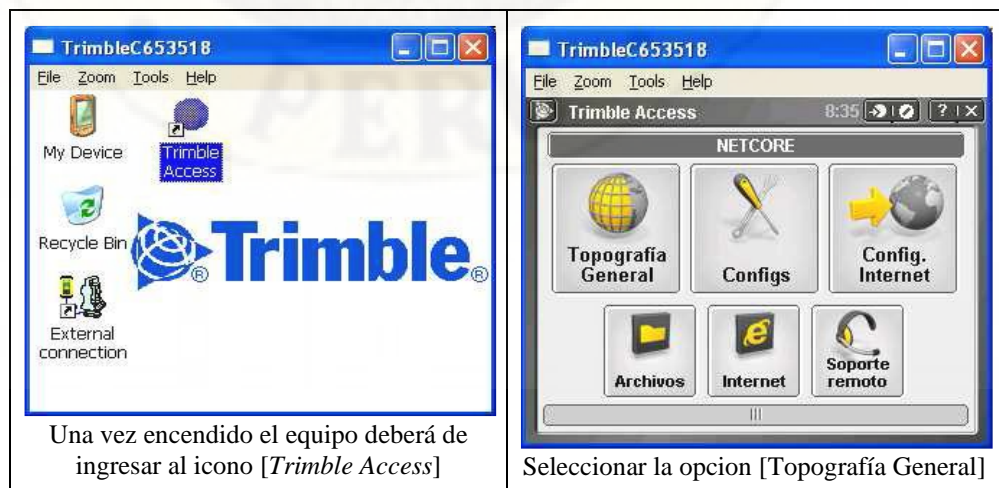 TrimbleC653518
File Zoom Tools Help
My Device
Trimble
Access
Recycle Bin
Trimble®
External
connection
Una vez encendido el equipo deberá de
ingresar al icono [Trimble Access]
TrimbleC653518
File Zoom Tools Help
Trimble Access 8:35 ? X
NETCORE
Topografía
General
Configs
Config.
Internet
Archivos
Internet
Soporte
remoto
Seleccionar la opcion [Topografía General]